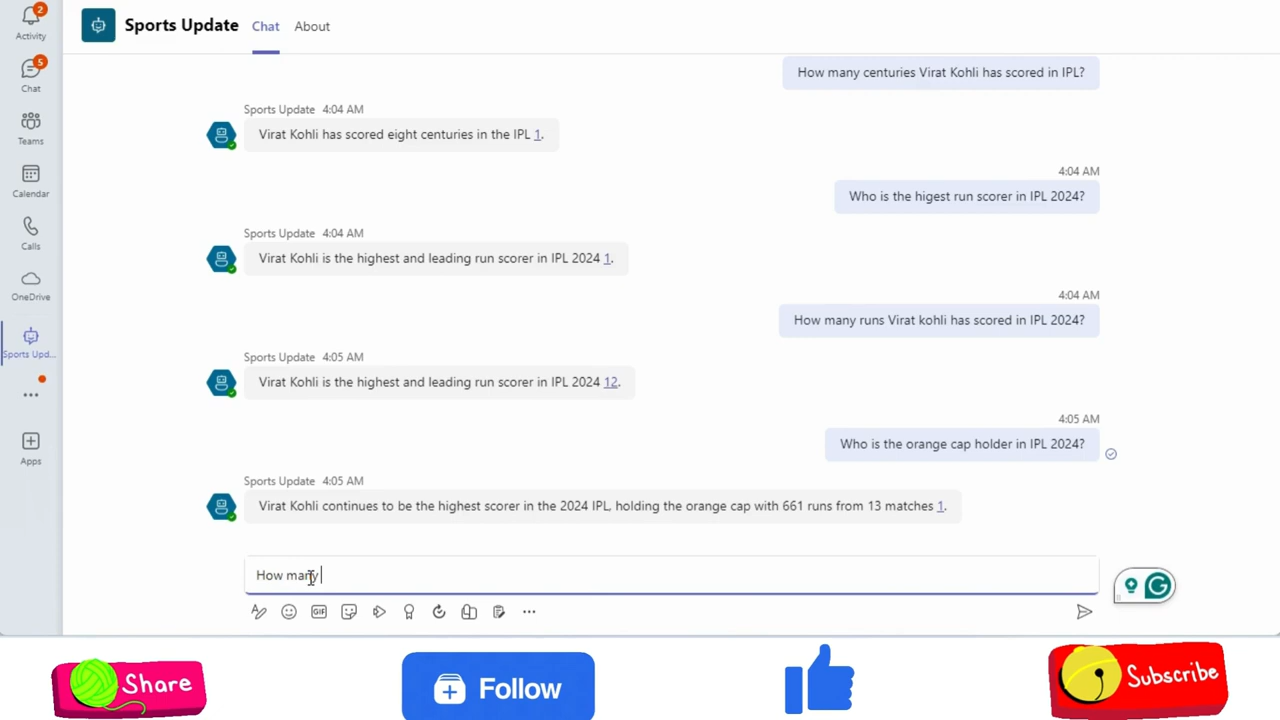 2
Activity
5
Chat
Teams
Calendar
Calls
OneDrive
Sports Upd...
Apps
Sports Update Chat About
How many centuries Virat Kohli has scored in IPL?
Sports Update 4:04 AM
Virat Kohli has scored eight centuries in the IPL 1.
4:04 AM
Who is the higest run scorer in IPL 2024?
Sports Update 4:04 AM
Virat Kohli is the highest and leading run scorer in IPL 2024 1.
4:04 AM
How many runs Virat kohli has scored in IPL 2024?
Sports Update 4:05 AM
Virat Kohli is the highest and leading run scorer in IPL 2024 12.
4:05 AM
Who is the orange cap holder in IPL 2024?
Sports Update 4:05 AM
Virat Kohli continues to be the highest scorer in the 2024 IPL, holding the orange cap with 661 runs from 13 matches 1.
How many
GIF
Share
Follow
Subscribe